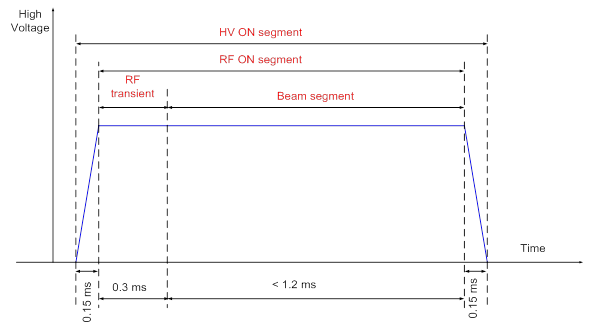 High
Voltage
HV ON segment
RF ON segment
RF
transient
Beam segment
Time
0.15 ms
0.3 ms
< 1.2 ms
0.15 ms